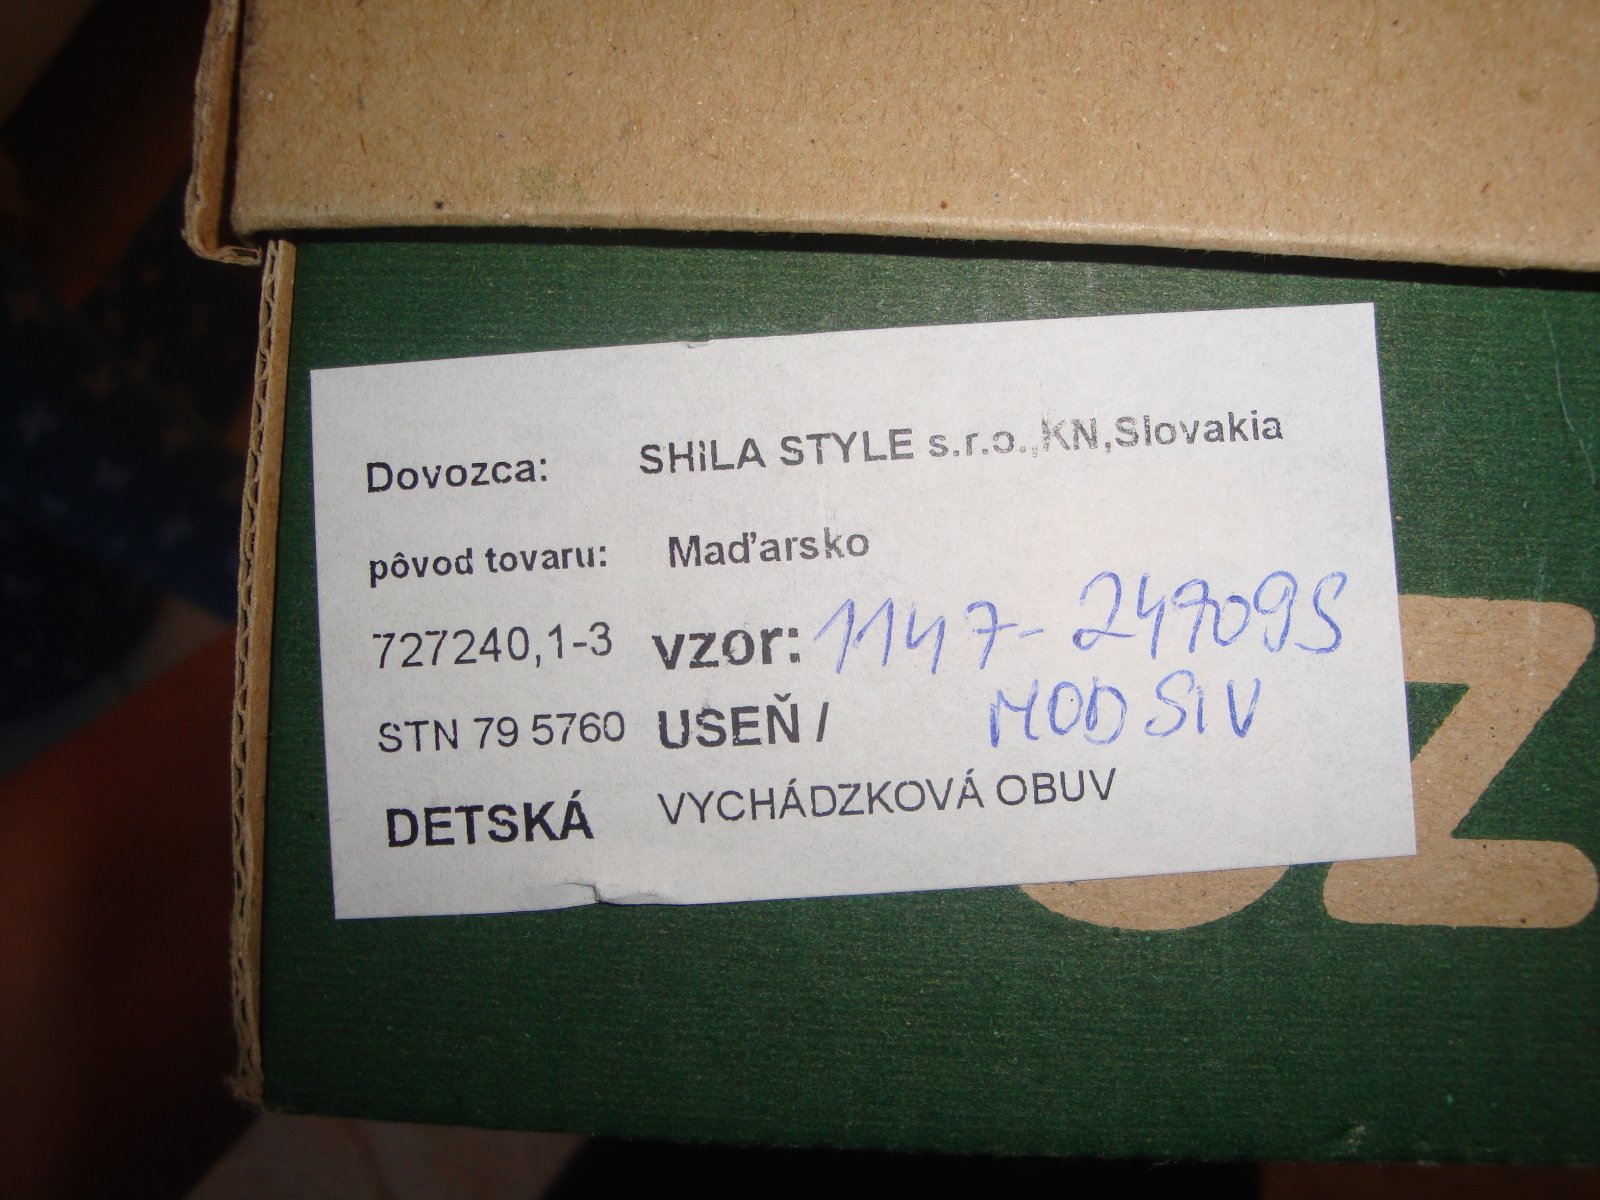 Dovozca: SHiLA STYLE s.r.o.,KN,Slovakia
pôvod tovaru: Maďarsko
727240,1-3 vzor: 1147-247095
STN 79 5760 USEŇ / MOD SIV
DETSKÁ VYCHÁDZKOVÁ OBUV